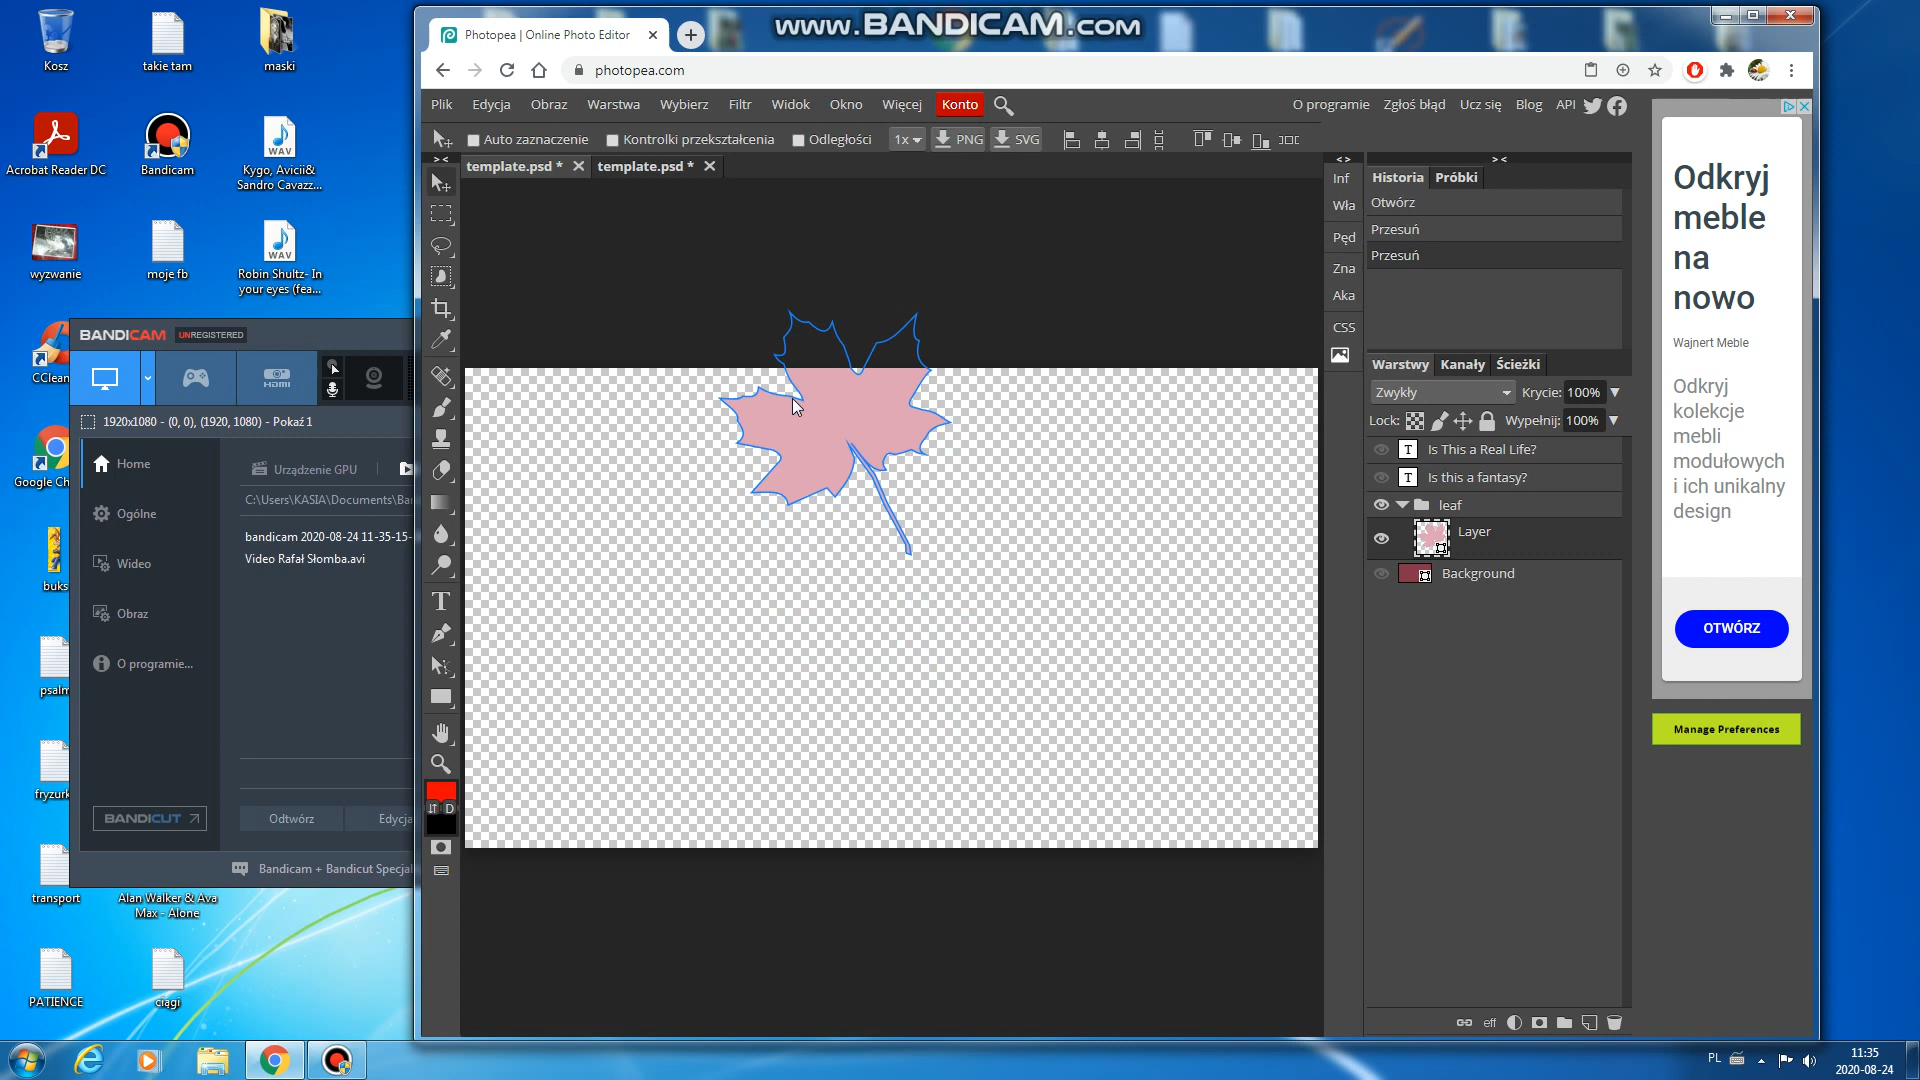 www.BANDICAM.com
Kosz
takie tam
maski
Acrobat Reader DC
Bandicam
WAV
Kygo, Avicii&
Sandro Cavazz...
wyzwanie
moje fb
WAV
Robin Shultz- In
your eyes (fea...
CClean
Google Ch
buks
psalm
fryzurk
transport
Alan Walker & Ava
Max - Alone
PATIENCE
ciągi
BANDICAM
UNREGISTERED
HDMI
1920x1080 - (0, 0), (1920, 1080) - Pokaź 1
Home
Ogólne
Wideo
Obraz
O programie...
Urządzenie GPU
C:\Users\KASIA\Documents\Ba
bandicam 2020-08-24 11-35-15-
Video Rafał Słomba.avi
Odtwórz
Edycja
BANDICUT
Bandicam + Bandicut Specjal
Photopea | Online Photo Editor
photopea.com
Plik Edycja Obraz Warstwa Wybierz Filtr Widok Okno Więcej Konto
O programie Zgłoś błąd Ucz się Blog API
Auto zaznaczenie Kontrolki przekształcenia Odległości 1x PNG SVG
template.psd * template.psd *
Inf
Wła
Pęd
Zna
Aka
CSS
Historia Próbki
Otwórz
Przesuń
Przesuń
Warstwy Kanały Ścieżki
Zwykły Krycie: 100%
Lock: Wypełnij: 100%
T Is This a Real Life?
T Is this a fantasy?
leaf
Layer
Background
eff
T
D
Odkryj
meble
na
nowo
Wajnert Meble
Odkryj
kolekcje
mebli
modułowych
i ich unikalny
design
OTWÓRZ
Manage Preferences
PL
11:35
2020-08-24